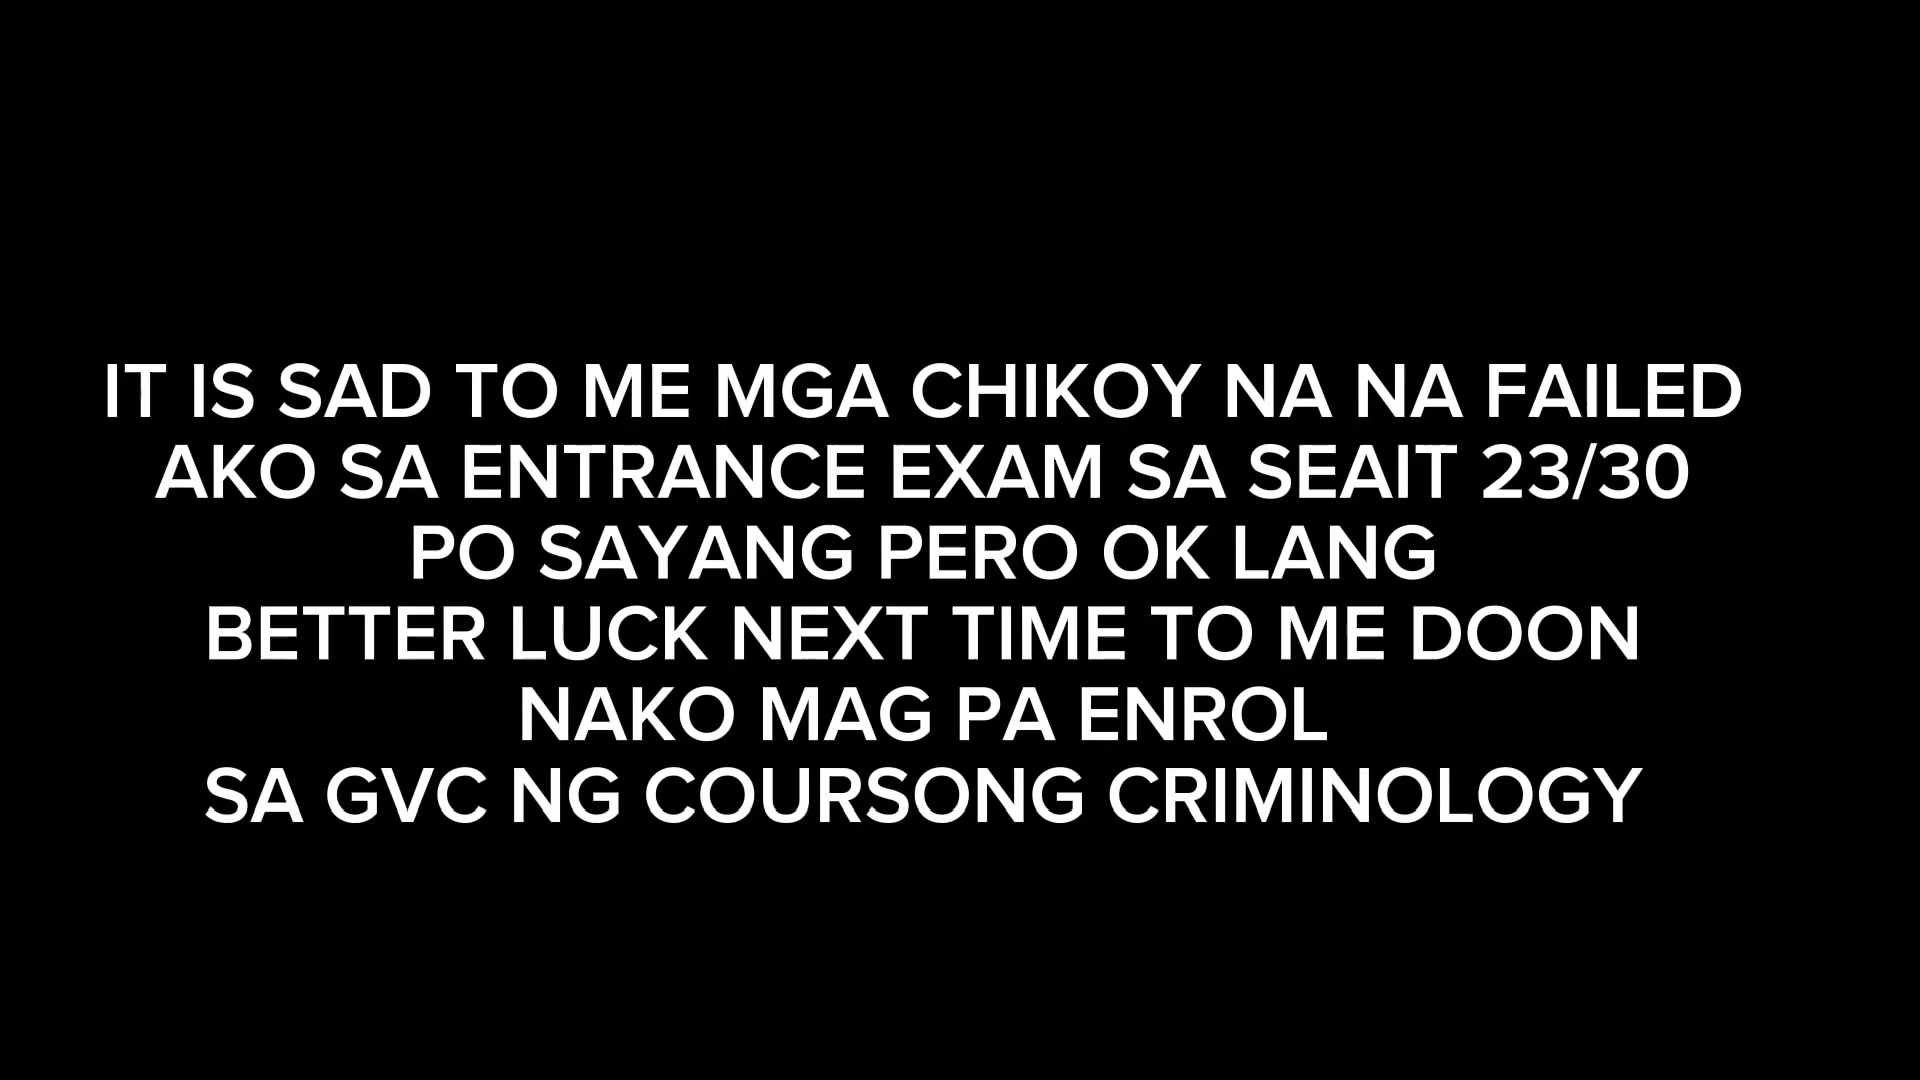 IT IS SAD TO ME MGA CHIKOY NA NA FAILED
AKO SA ENTRANCE EXAM SA SEAIT 23/30
PO SAYANG PERO OK LANG
BETTER LUCK NEXT TIME TO ME DOON
NAKO MAG PA ENROL
SA GVC NG COURSONG CRIMINOLOGY